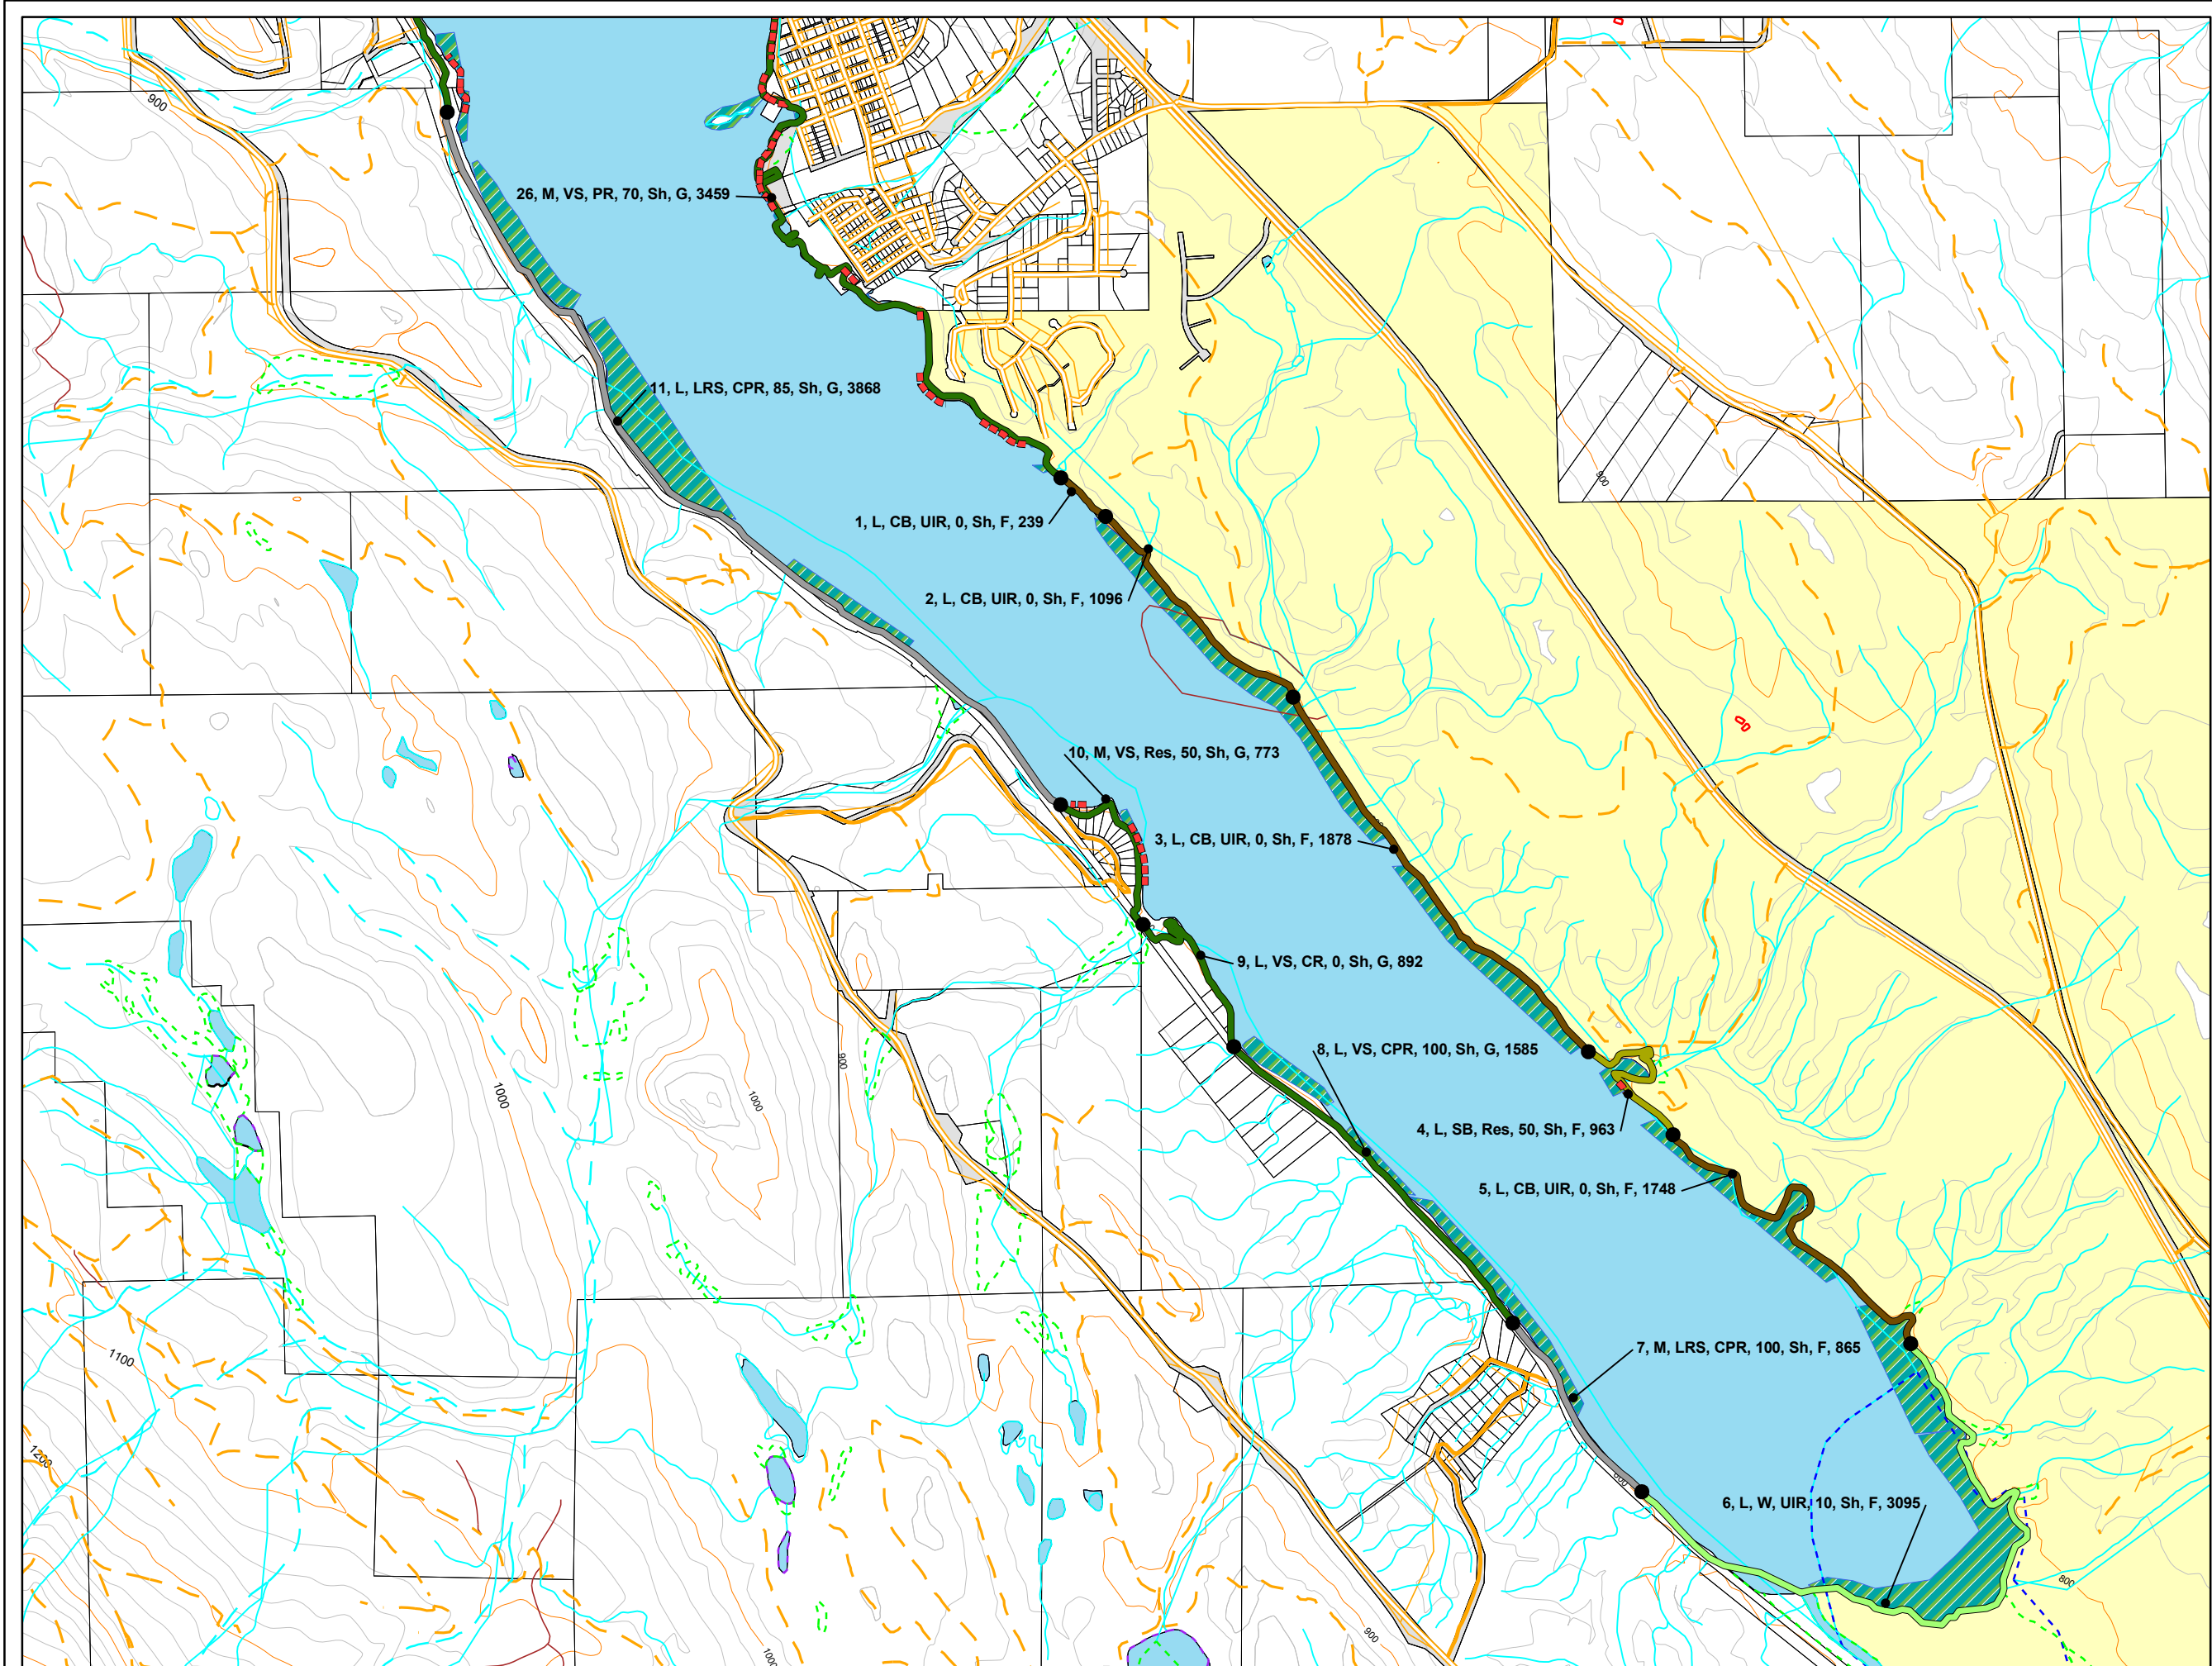 900
26, M, VS, PR, 70, Sh, G, 3459
11, L, LRS, CPR, 85, Sh, G, 3868
900
1, L, CB, UIR, 0, Sh, F, 239
2, L, CB, UIR, 0, Sh, F, 1096
10, M, VS, Res, 50, Sh, G, 773
3, L, CB, UIR, 0, Sh, F, 1878
9, L, VS, CR, 0, Sh, G, 892
8, L, VS, CPR, 100, Sh, G, 1585
900
1000
1000
4, L, SB, Res, 50, Sh, F, 963
5, L, CB, UIR, 0, Sh, F, 1748
7, M, LRS, CPR, 100, Sh, F, 865
1100
1200
6, L, W, UIR, 10, Sh, F, 3095
800
900
1000